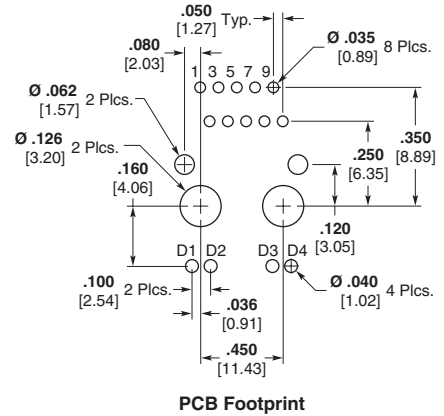 .050
[1.27] Typ.
.080
[2.03]
Ø .035
[0.89] 8 Plcs.
1 3 5 7 9
Ø .062
[1.57] 2 Plcs.
Ø .126
[3.20] 2 Plcs.
.160
[4.06]
.350
[8.89]
.250
[6.35]
.120
[3.05]
D1 D2 D3 D4
.100
[2.54] 2 Plcs.
Ø .040
[1.02] 4 Plcs.
.036
[0.91]
.450
[11.43]
PCB Footprint